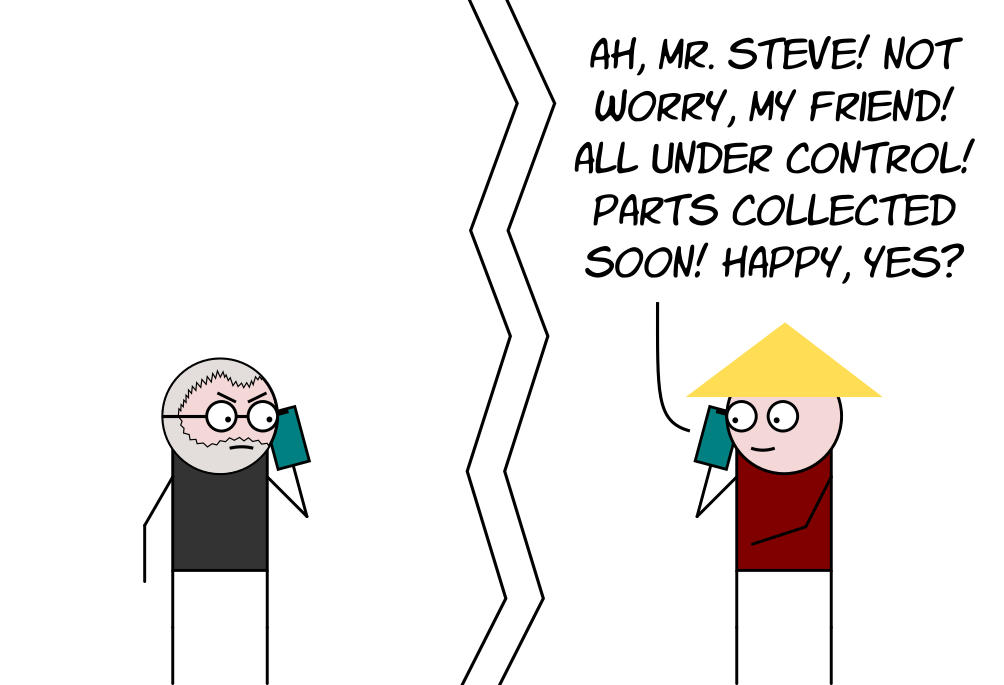 AH, MR. STEVE! NOT
WORRY, MY FRIEND!
ALL UNDER CONTROL!
PARTS COLLECTED
SOON! HAPPY, YES?